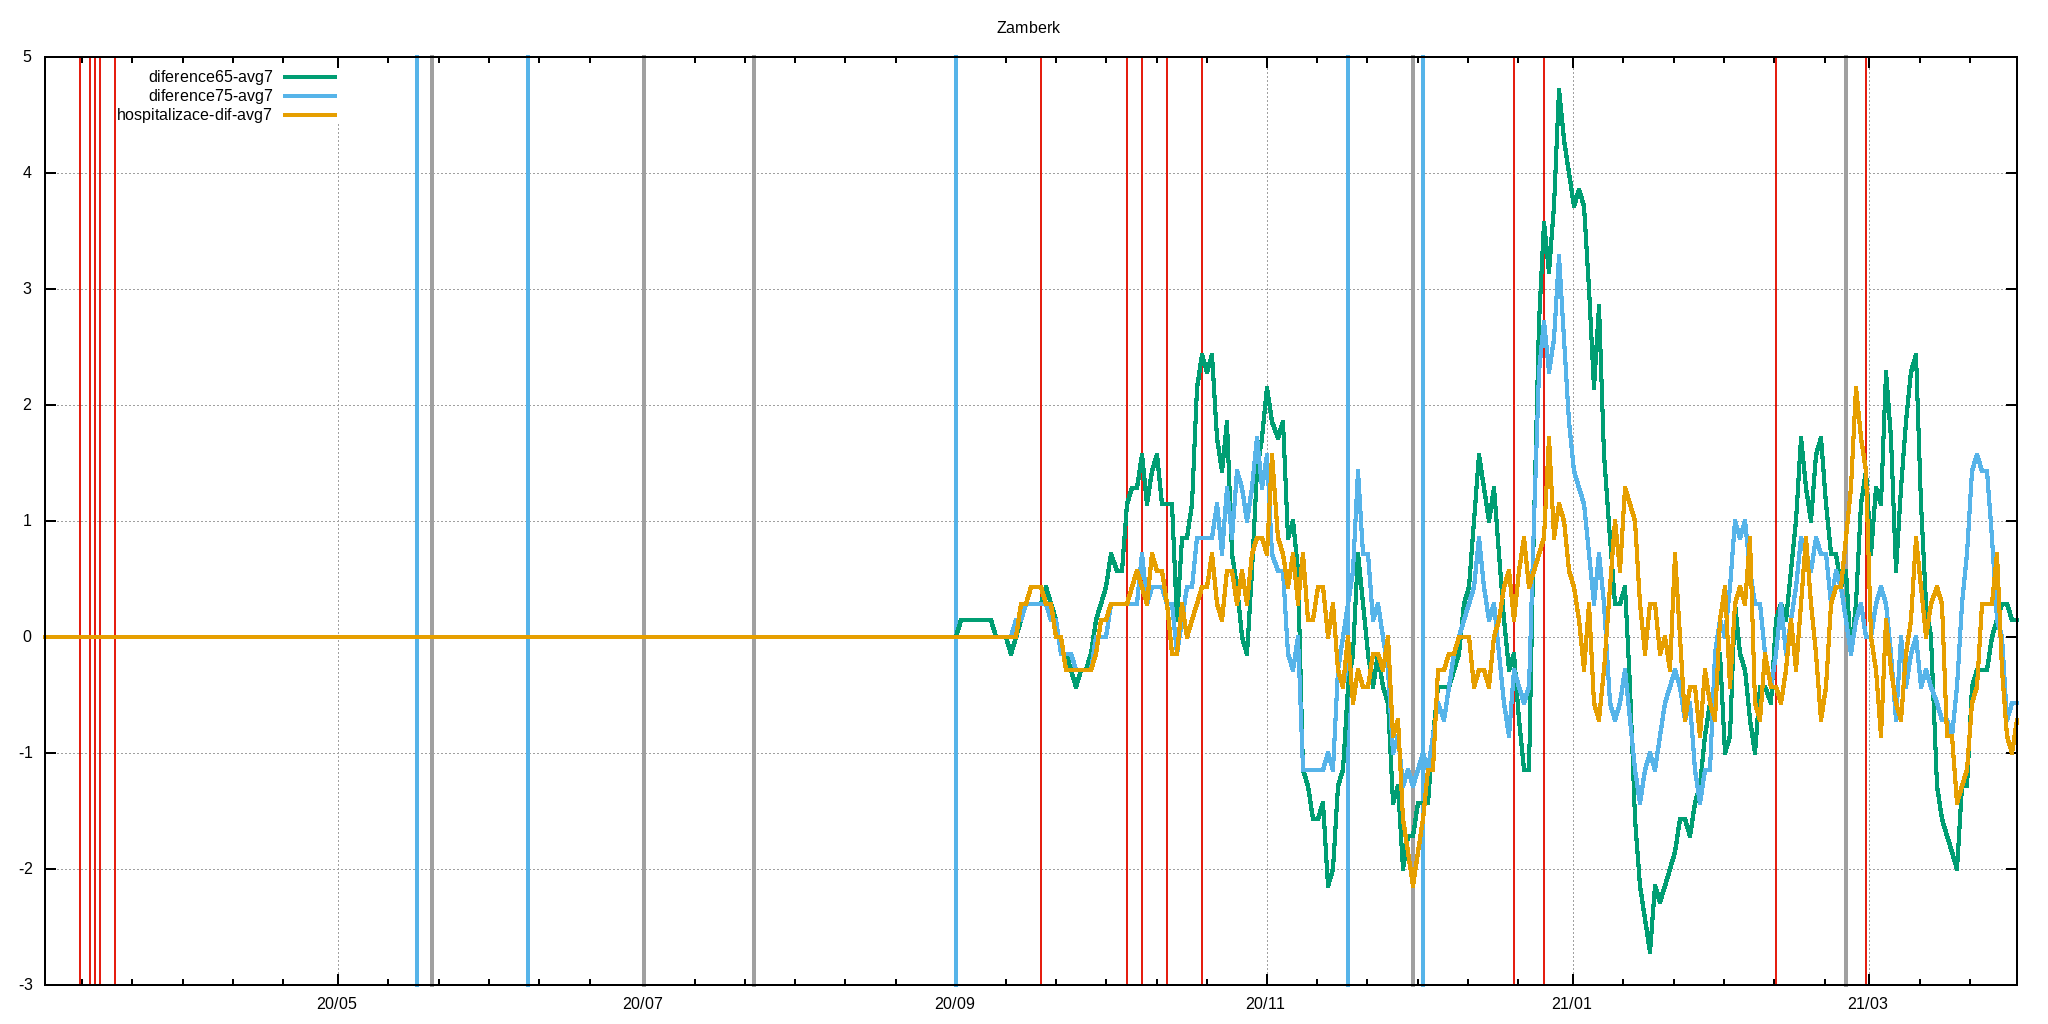 Zamberk
diference65-avg7
diference75-avg7
hospitalizace-dif-avg7
5
4
3
2
1
0
-1
-2
-3
20/05 20/07 20/09 20/11 21/01 21/03